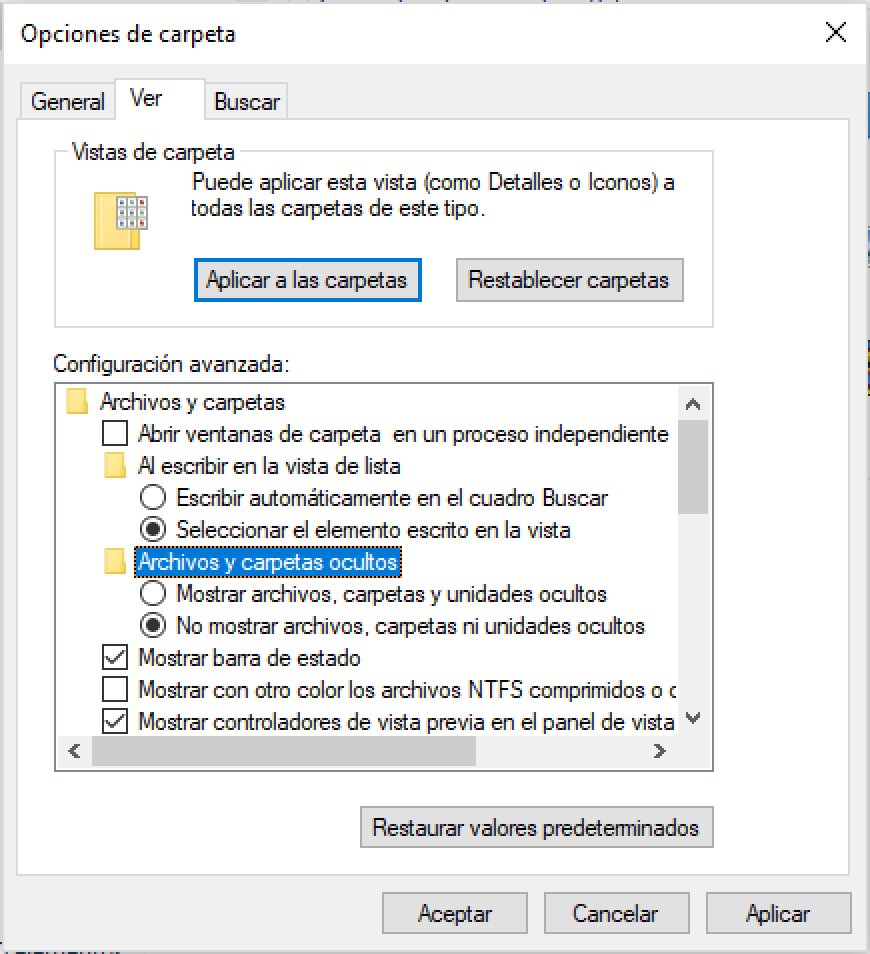 Opciones de carpeta
General
Ver
Buscar
Vistas de carpeta
Puede aplicar esta vista (como Detalles o Iconos) a
todas las carpetas de este tipo.
Aplicar a las carpetas
Restablecer carpetas
Configuración avanzada:
Archivos y carpetas
Abrir ventanas de carpeta en un proceso independiente
Al escribir en la vista de lista
Escribir automáticamente en el cuadro Buscar
Seleccionar el elemento escrito en la vista
Archivos y carpetas ocultos
Mostrar archivos, carpetas y unidades ocultos
No mostrar archivos, carpetas ni unidades ocultos
Mostrar barra de estado
Mostrar con otro color los archivos NTFS comprimidos o c
Mostrar controladores de vista previa en el panel de vista
Restaurar valores predeterminados
Aceptar
Cancelar
Aplicar